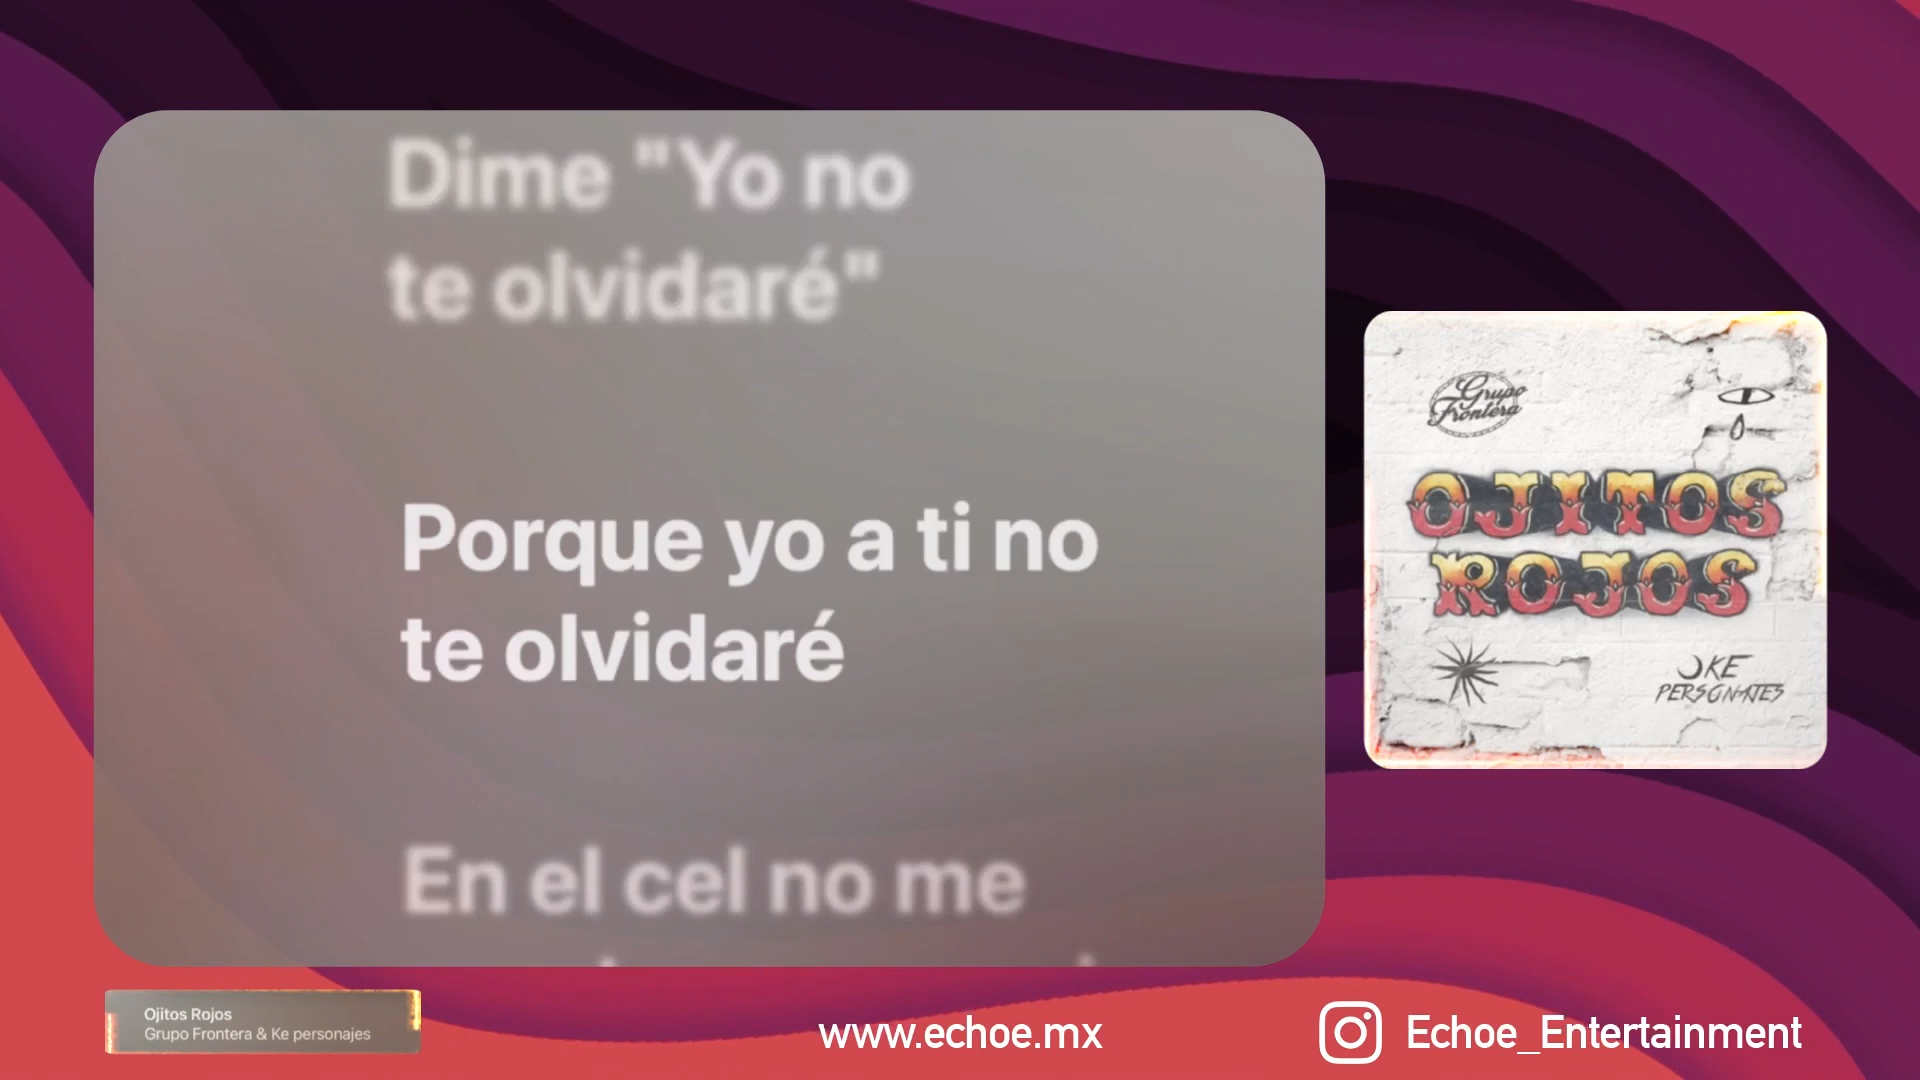 Dime "Yo no
te olvidaré"
Porque yo a ti no
te olvidaré
En el cel no me
Grupo
Frontera
OJITOS
ROJOS
KE
PERSONAJES
Ojitos Rojos
Grupo Frontera & Ke personajes
www.echoe.mx
Echoe_Entertainment